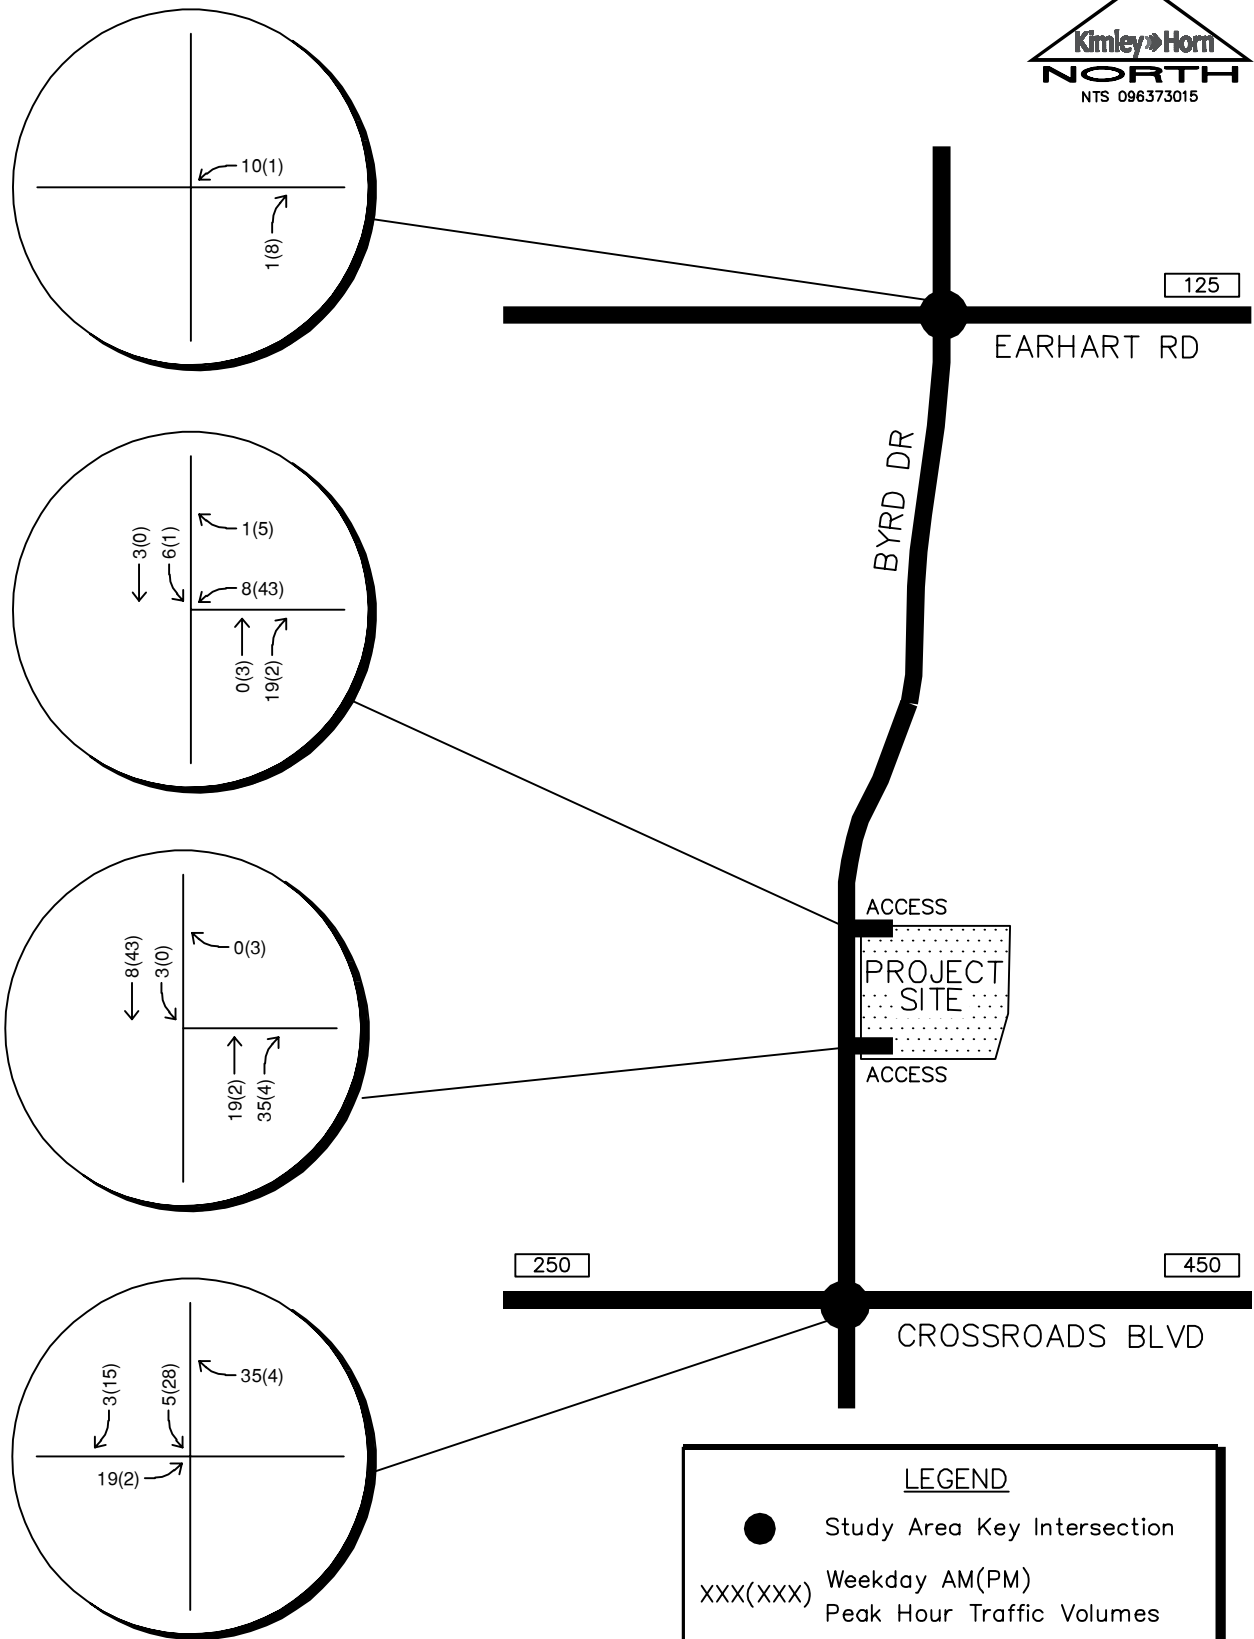 Kimley»Horn
NORTH
NTS 096373015
10(1)
1(8)
125
EARHART RD
BYRD DR
1(5)
3(0)
6(1)
8(43)
0(3)
19(2)
ACCESS
PROJECT
SITE
ACCESS
0(3)
8(43)
3(0)
19(2)
35(4)
250
450
CROSSROADS BLVD
35(4)
3(15)
5(28)
19(2)
LEGEND
Study Area Key Intersection
XXX(XXX) Weekday AM(PM)
Peak Hour Traffic Volumes